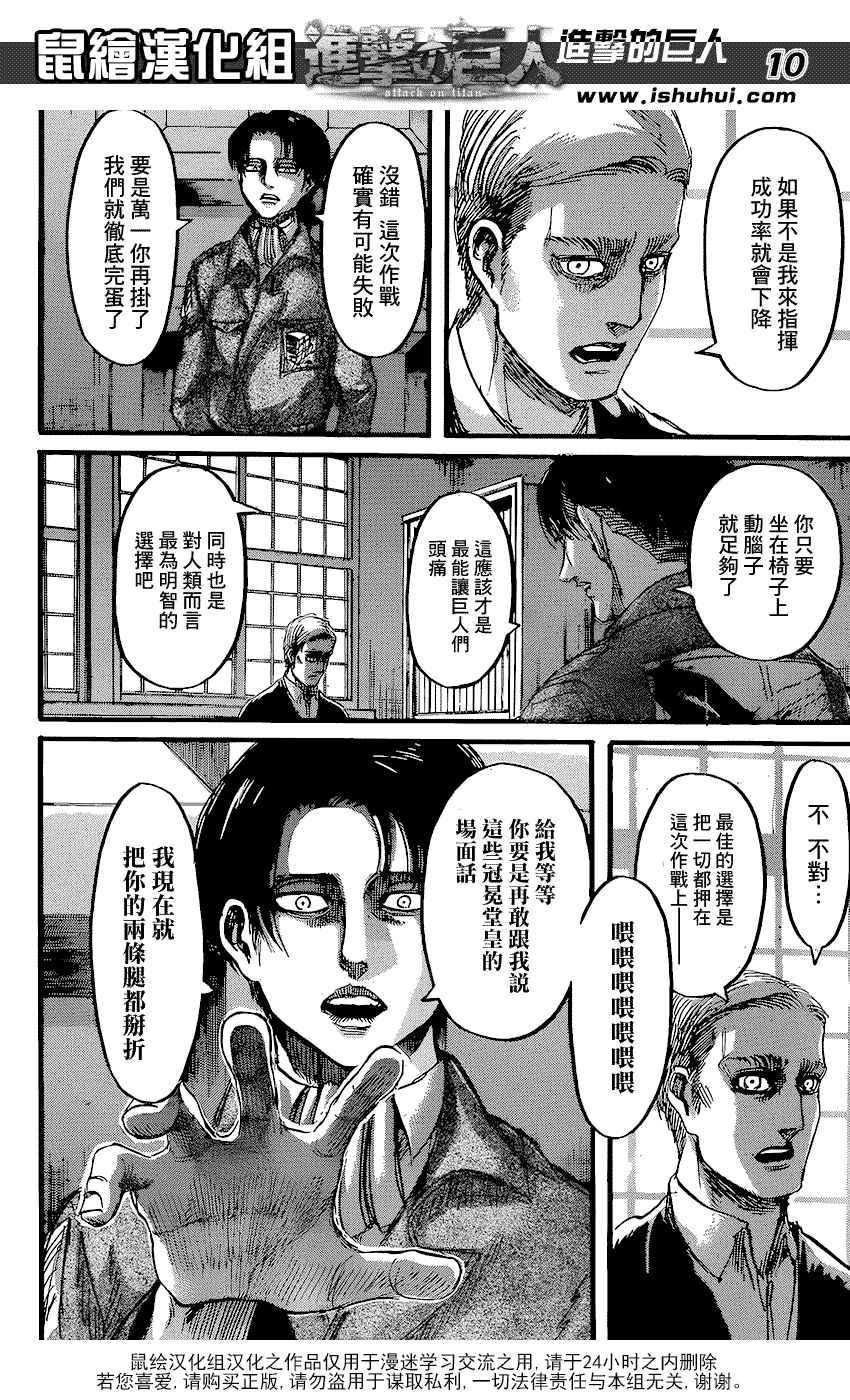 鼠繪漢化組
進撃の巨人
attack on titan
進擊的巨人
10
www.ishuhui.com
如果不是我來指揮
成功率就會下降
沒錯 這次作戰
確實有可能失敗
要是萬一你再掛了
我們就徹底完蛋了
你只要
坐在椅子上
動腦子
就足夠了
這應該才是
最能讓巨人們
頭痛
同時也是
對人類而言
最為明智的
選擇吧
不 不對…
最佳的選擇是
把一切都押在
這次作戰上——
喂喂喂喂喂喂喂
給我等等
你要是再敢跟我說
這些冠冕堂皇的
場面話
我現在就
把你的兩條腿都掰折
鼠绘汉化组汉化之作品仅用于漫迷学习交流之用, 请于24小时之内删除
若您喜爱, 请购买正版, 请勿盗用于谋取私利, 一切法律责任与本组无关, 谢谢。